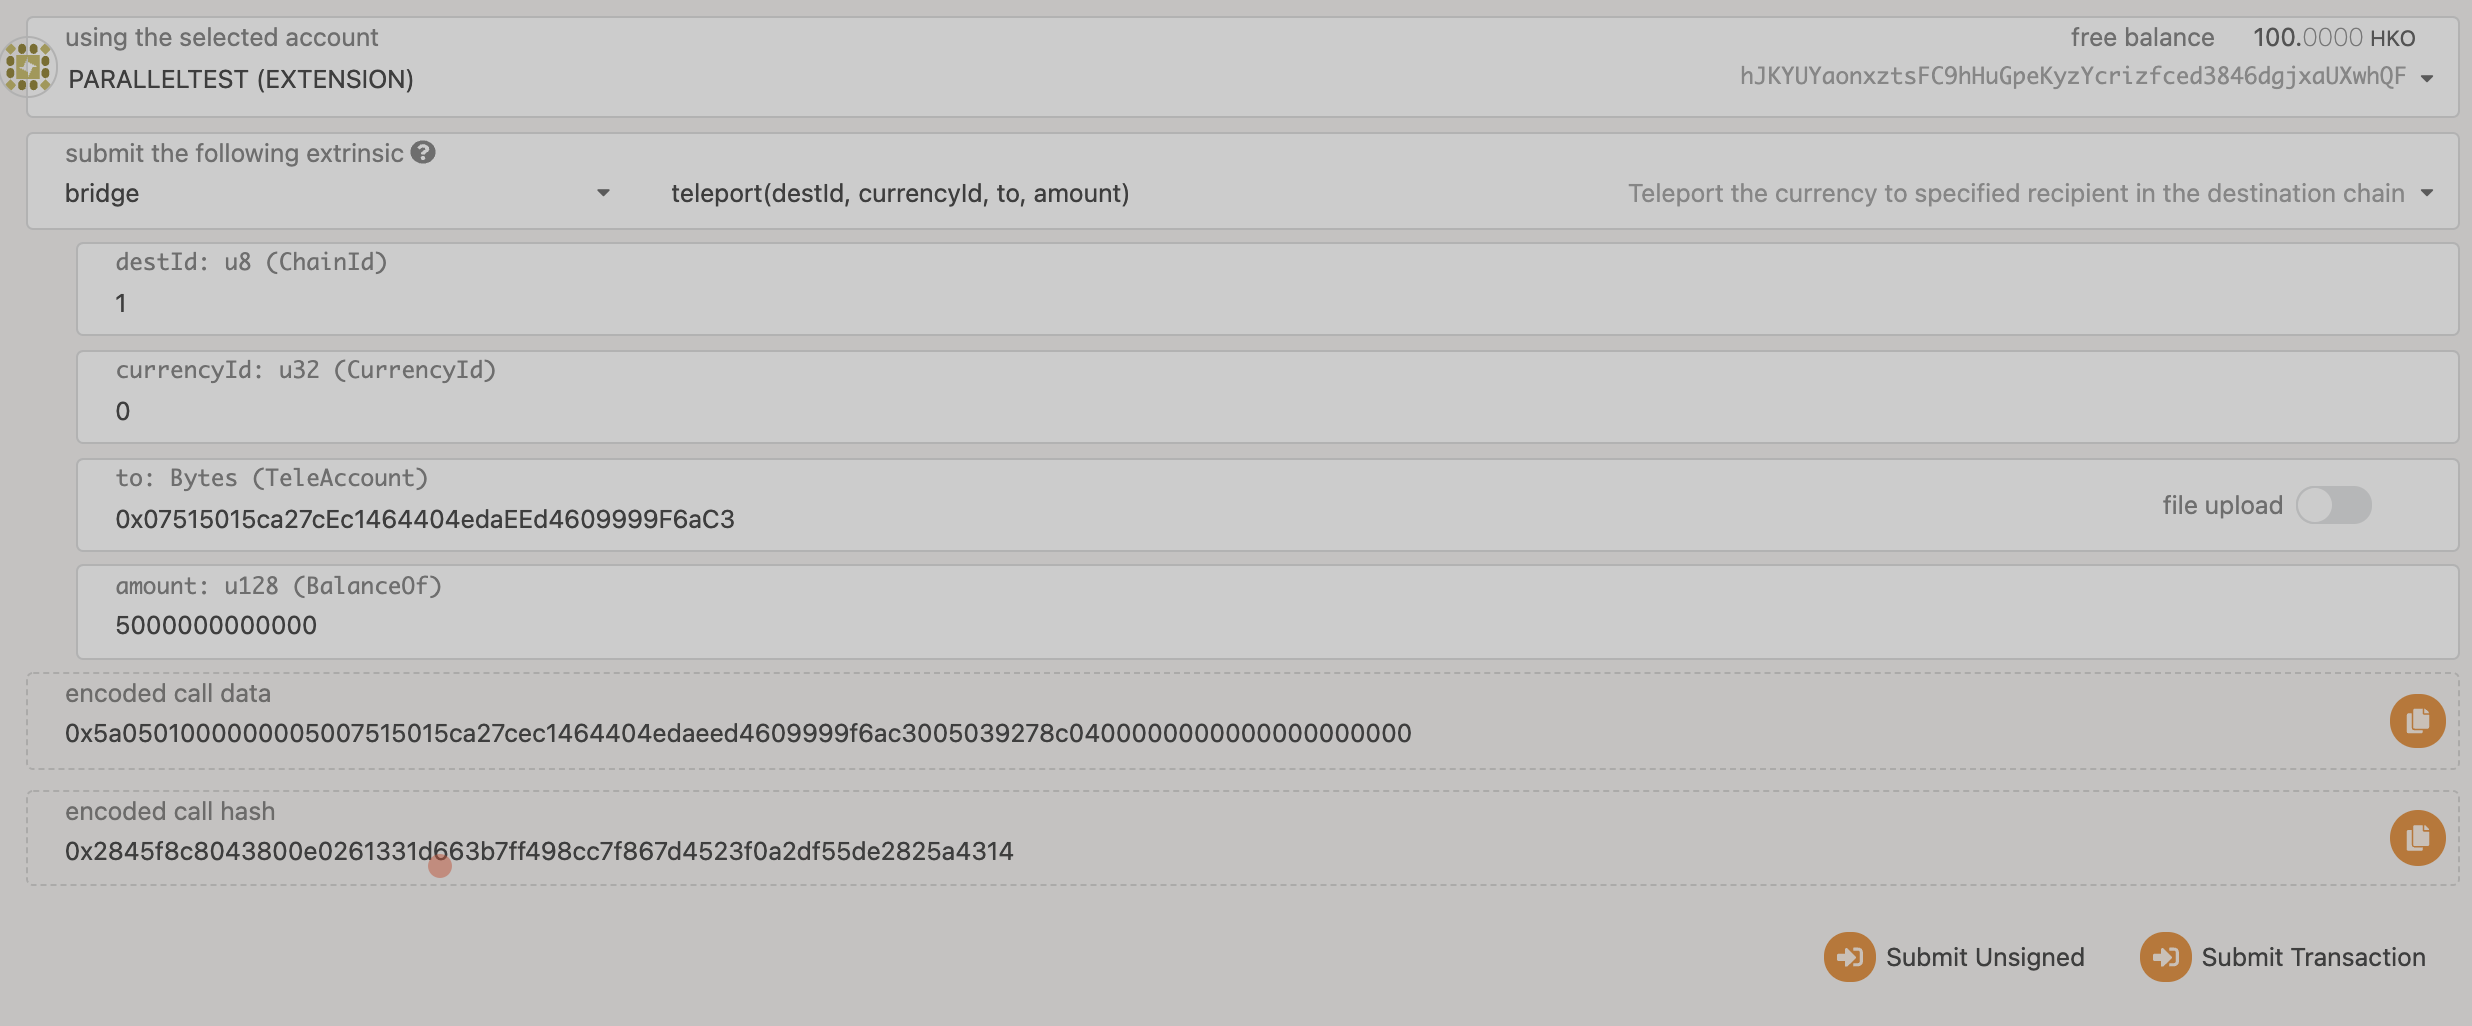 using the selected account
free balance 100.0000 HKO
PARALLELTEST (EXTENSION)
hJKYUYaonxztsFC9hHuGpeKyzYcrizfced3846dgjxaUXwhQF
submit the following extrinsic ?
bridge
teleport(destId, currencyId, to, amount)
Teleport the currency to specified recipient in the destination chain
destId: u8 (ChainId)
1
currencyId: u32 (CurrencyId)
0
to: Bytes (TeleAccount)
0x07515015ca27cEc1464404edaEEd4609999F6aC3
file upload
amount: u128 (BalanceOf)
5000000000000
encoded call data
0x5a0501000000005007515015ca27cec1464404edaeed4609999f6ac3005039278c0400000000000000000000
encoded call hash
0x2845f8c8043800e0261331d663b7ff498cc7f867d4523f0a2df55de2825a4314
Submit Unsigned
Submit Transaction